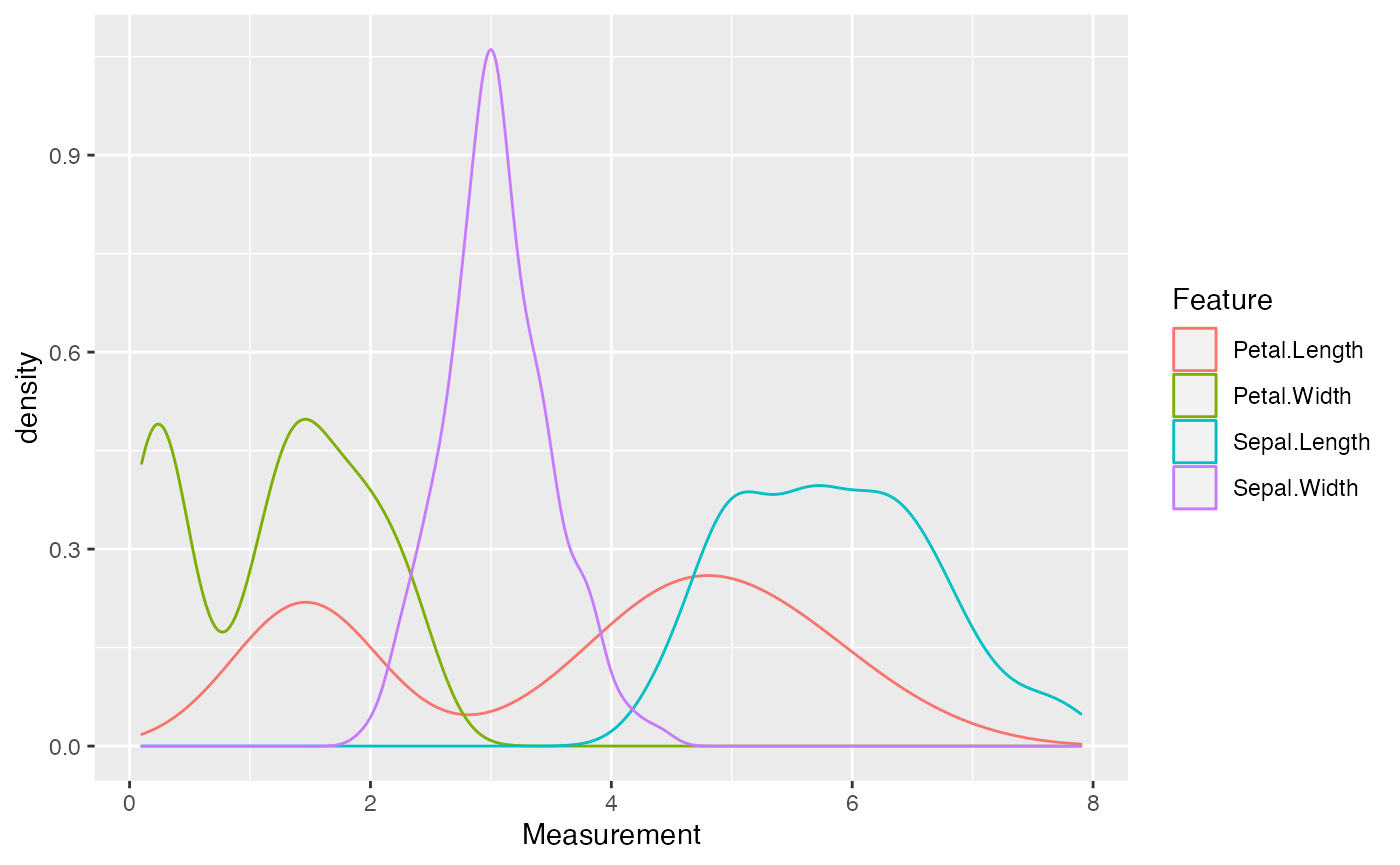 density
0.9
0.6
0.3
0.0
0 2 4 6 8
Measurement
Feature
Petal.Length
Petal.Width
Sepal.Length
Sepal.Width